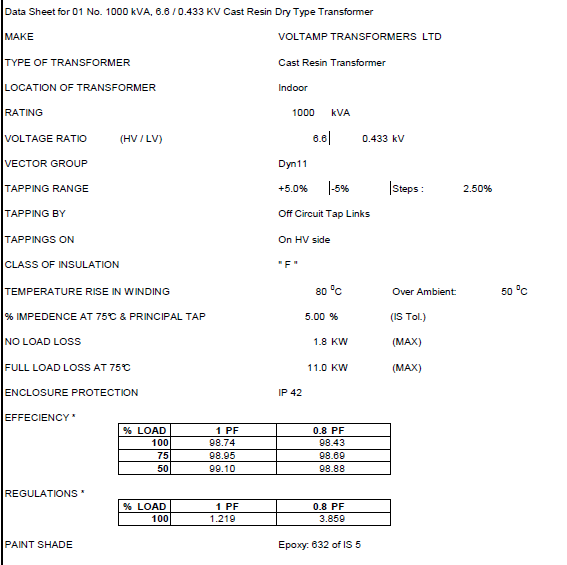 Data Sheet for 01 No. 1000 kVA, 6.6 / 0.433 KV Cast Resin Dry Type Transformer
MAKE VOLTAMP TRANSFORMERS LTD
TYPE OF TRANSFORMER Cast Resin Transformer
LOCATION OF TRANSFORMER Indoor
RATING 1000 kVA
VOLTAGE RATIO (HV / LV) 6.6 0.433 kV
VECTOR GROUP Dyn11
TAPPING RANGE +5.0% -5% Steps : 2.50%
TAPPING BY Off Circuit Tap Links
TAPPINGS ON On HV side
CLASS OF INSULATION " F "
TEMPERATURE RISE IN WINDING 80 ⁰C Over Ambient: 50 ⁰C
% IMPEDENCE AT 75℃ & PRINCIPAL TAP 5.00 % (IS Tol.)
NO LOAD LOSS 1.8 KW (MAX)
FULL LOAD LOSS AT 75℃ 11.0 KW (MAX)
ENCLOSURE PROTECTION IP 42
EFFECIENCY *
% LOAD 1 PF 0.8 PF
100 98.74 98.43
75 98.95 98.69
50 99.10 98.88
REGULATIONS *
% LOAD 1 PF 0.8 PF
100 1.219 3.859
PAINT SHADE Epoxy: 632 of IS 5